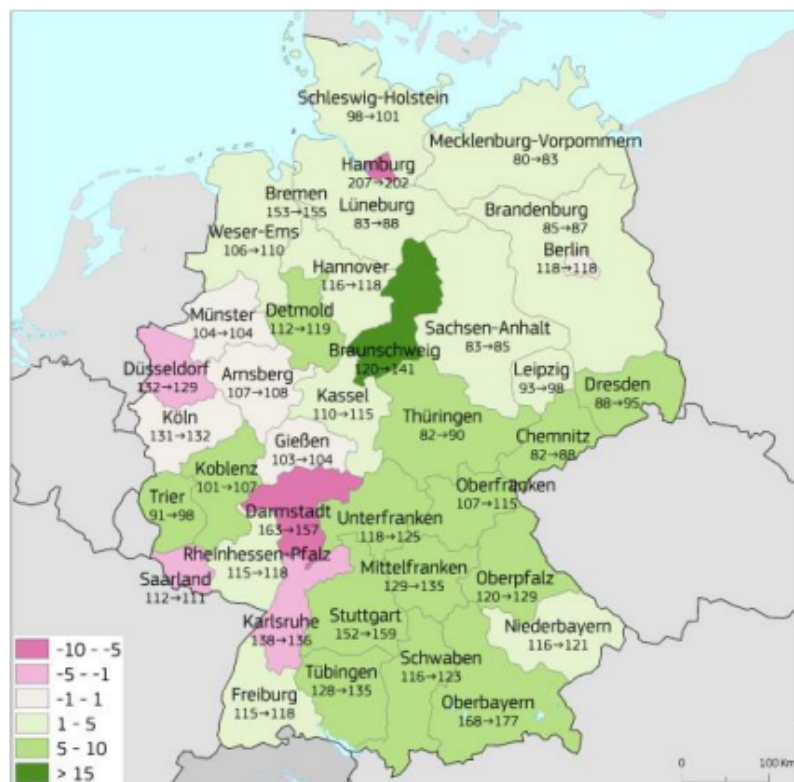 Schleswig-Holstein
98→101
Mecklenburg-Vorpommern
80→83
Hamburg
207→202
Bremen
153→155
Lüneburg
83→88
Brandenburg
85→87
Weser-Ems
106→110
Berlin
118→118
Hannover
116→118
Münster
104→104
Detmold
112→119
Sachsen-Anhalt
83→85
Braunschweig
120→141
Düsseldorf
132→129
Arnsberg
107→108
Leipzig
93→98
Dresden
88→95
Kassel
110→115
Köln
131→132
Thüringen
82→90
Chemnitz
82→88
Gießen
103→104
Koblenz
101→107
Trier
91→98
Oberfranken
107→115
Darmstadt
163→157
Unterfranken
118→125
Rheinhessen-Pfalz
115→118
Saarland
112→111
Mittelfranken
129→135
Oberpfalz
120→129
Karlsruhe
138→136
Stuttgart
152→159
Niederbayern
116→121
Schwaben
116→123
Tübingen
128→135
Freiburg
115→118
Oberbayern
168→177
-10 - -5
-5 - -1
-1 - 1
1 - 5
5 - 10
> 15
0 100 Km